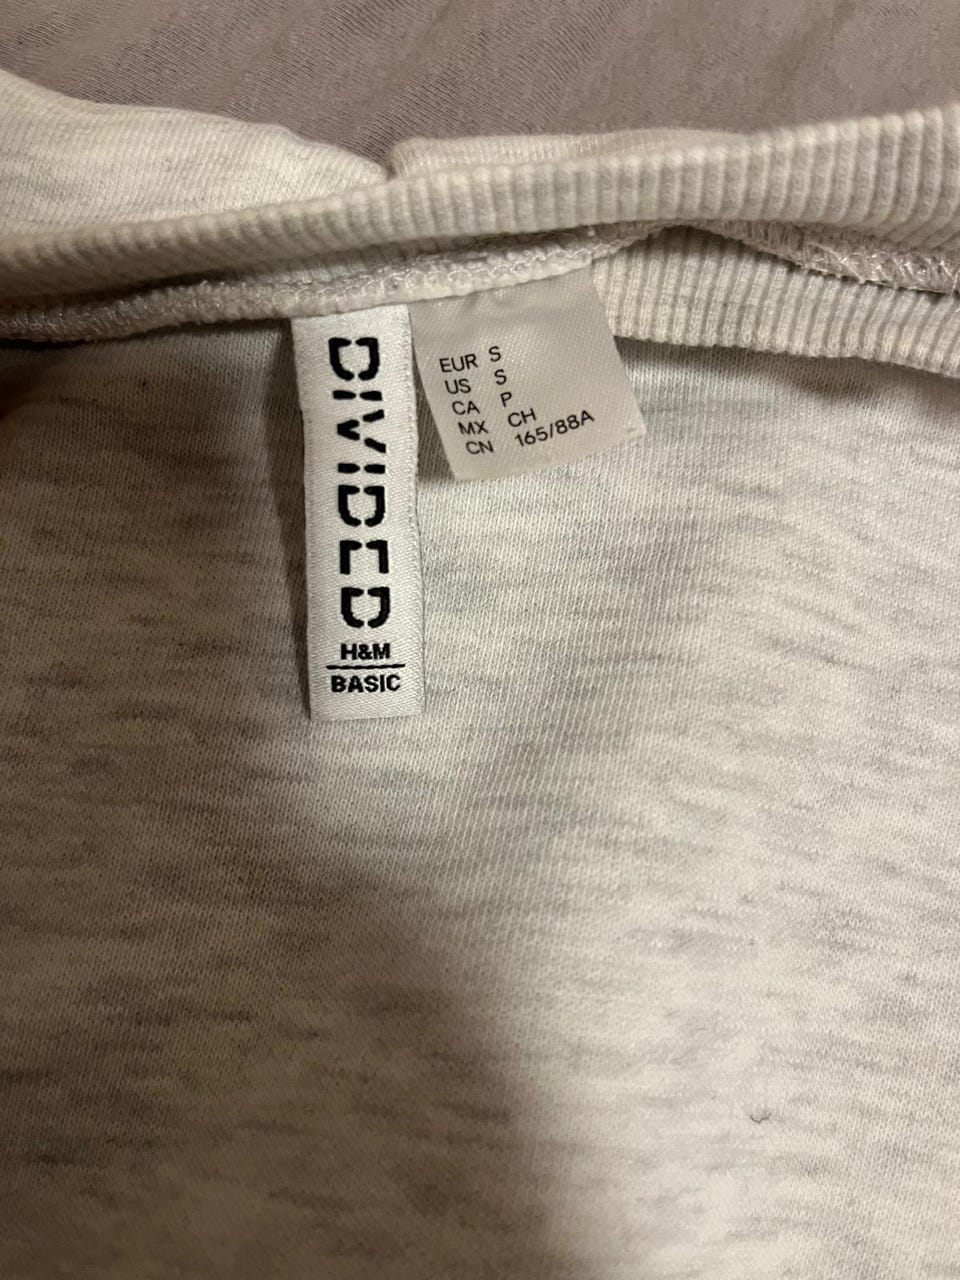 DIVIDED
H&M
BASIC
EUR S
US S
CA P
MX CH
CN 165/88A